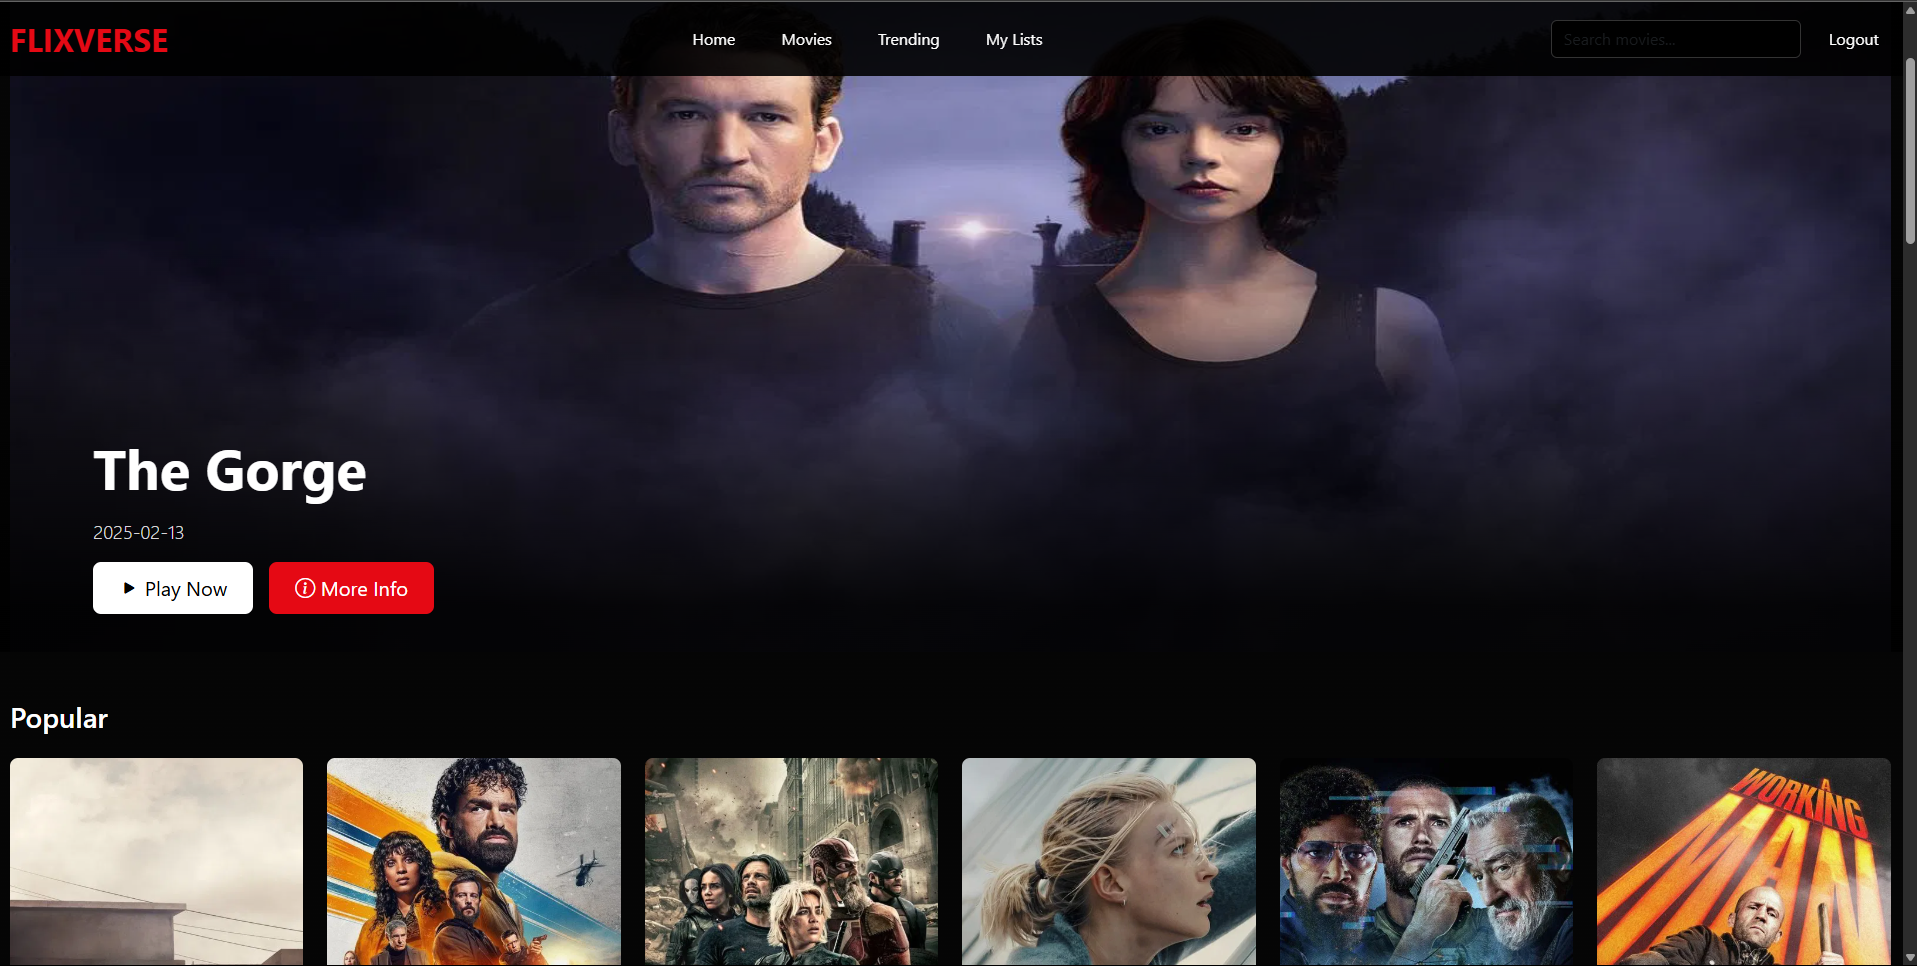 FLIXVERSE
Home
Movies
Trending
My Lists
Search movies...
Logout
The Gorge
2025-02-13
Play Now
More Info
Popular
A
WORKING
MAN